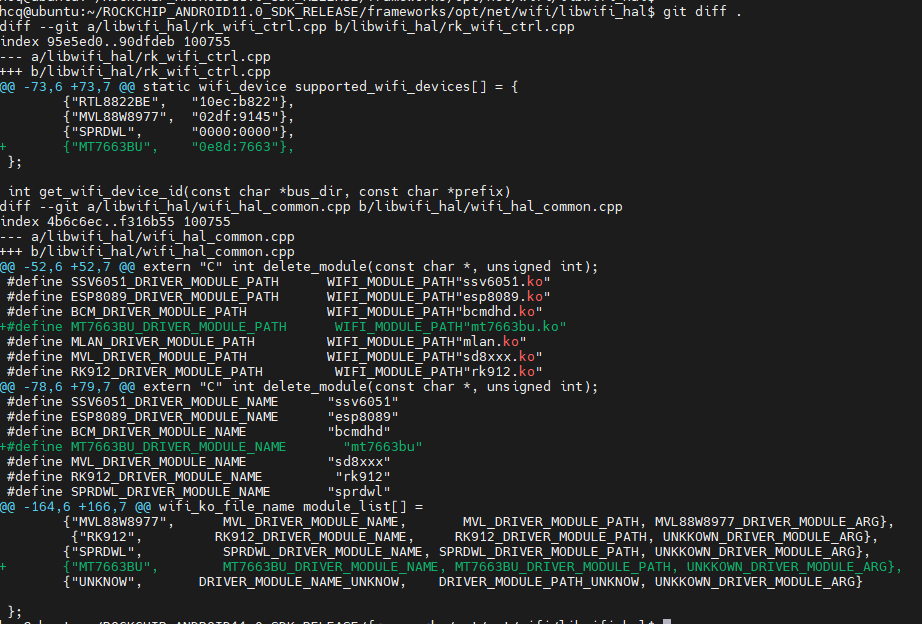 hcq@ubuntu:~/ROCKCHIP_ANDROID11.0_SDK_RELEASE/frameworks/opt/net/wifi/libwifi_hal$ git diff .
diff --git a/libwifi_hal/rk_wifi_ctrl.cpp b/libwifi_hal/rk_wifi_ctrl.cpp
index 95e5ed0..90dfdeb 100755
--- a/libwifi_hal/rk_wifi_ctrl.cpp
+++ b/libwifi_hal/rk_wifi_ctrl.cpp
@@ -73,6 +73,7 @@ static wifi_device supported_wifi_devices[] = {
        {"RTL8822BE",   "10ec:b822"},
        {"MVL88W8977",  "02df:9145"},
        {"SPRDWL",      "0000:0000"},
+       {"MT7663BU",    "0e8d:7663"},
 };
 int get_wifi_device_id(const char *bus_dir, const char *prefix)
diff --git a/libwifi_hal/wifi_hal_common.cpp b/libwifi_hal/wifi_hal_common.cpp
index 4b6c6ec..f316b55 100755
--- a/libwifi_hal/wifi_hal_common.cpp
+++ b/libwifi_hal/wifi_hal_common.cpp
@@ -52,6 +52,7 @@ extern "C" int delete_module(const char *, unsigned int);
 #define SSV6051_DRIVER_MODULE_PATH      WIFI_MODULE_PATH"ssv6051.ko"
 #define ESP8089_DRIVER_MODULE_PATH      WIFI_MODULE_PATH"esp8089.ko"
 #define BCM_DRIVER_MODULE_PATH          WIFI_MODULE_PATH"bcmdhd.ko"
+#define MT7663BU_DRIVER_MODULE_PATH      WIFI_MODULE_PATH"mt7663bu.ko"
 #define MLAN_DRIVER_MODULE_PATH         WIFI_MODULE_PATH"mlan.ko"
 #define MVL_DRIVER_MODULE_PATH          WIFI_MODULE_PATH"sd8xxx.ko"
 #define RK912_DRIVER_MODULE_PATH         WIFI_MODULE_PATH"rk912.ko"
@@ -78,6 +79,7 @@ extern "C" int delete_module(const char *, unsigned int);
 #define SSV6051_DRIVER_MODULE_NAME      "ssv6051"
 #define ESP8089_DRIVER_MODULE_NAME      "esp8089"
 #define BCM_DRIVER_MODULE_NAME          "bcmdhd"
+#define MT7663BU_DRIVER_MODULE_NAME       "mt7663bu"
 #define MVL_DRIVER_MODULE_NAME          "sd8xxx"
 #define RK912_DRIVER_MODULE_NAME         "rk912"
 #define SPRDWL_DRIVER_MODULE_NAME       "sprdwl"
@@ -164,6 +166,7 @@ wifi_ko_file_name module_list[] =
        {"MVL88W8977",      MVL_DRIVER_MODULE_NAME,       MVL_DRIVER_MODULE_PATH, MVL88W8977_DRIVER_MODULE_ARG},
         {"RK912",         RK912_DRIVER_MODULE_NAME,      RK912_DRIVER_MODULE_PATH, UNKKOWN_DRIVER_MODULE_ARG},
        {"SPRDWL",          SPRDWL_DRIVER_MODULE_NAME, SPRDWL_DRIVER_MODULE_PATH, UNKKOWN_DRIVER_MODULE_ARG},
+       {"MT7663BU",        MT7663BU_DRIVER_MODULE_NAME, MT7663BU_DRIVER_MODULE_PATH, UNKKOWN_DRIVER_MODULE_ARG},
        {"UNKNOW",       DRIVER_MODULE_NAME_UNKNOW,    DRIVER_MODULE_PATH_UNKNOW, UNKKOWN_DRIVER_MODULE_ARG}
 };